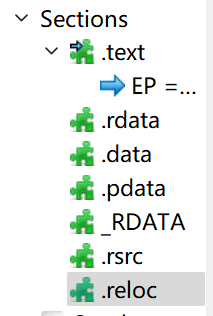 Sections
.text
EP =...
.rdata
.data
.pdata
_RDATA
.rsrc
.reloc